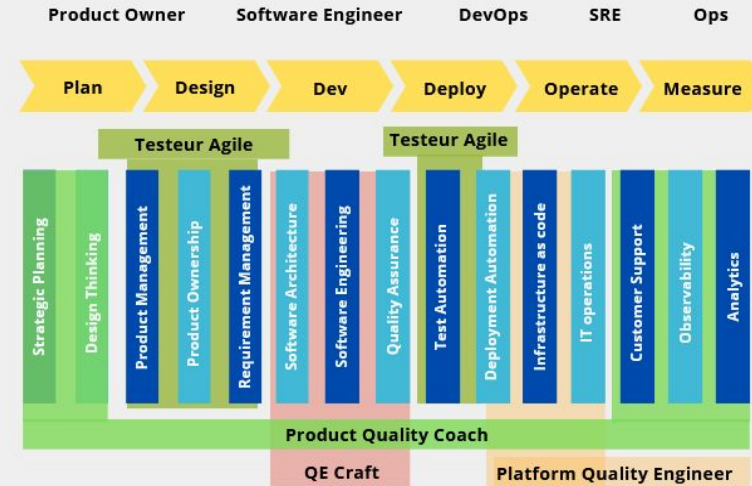 Product Owner Software Engineer DevOps SRE Ops
Plan Design Dev Deploy Operate Measure
Testeur Agile Testeur Agile
Strategic Planning
Design Thinking
Product Management
Product Ownership
Requirement Management
Software Architecture
Software Engineering
Quality Assurance
Test Automation
Deployment Automation
Infrastructure as code
IT operations
Customer Support
Observability
Analytics
Product Quality Coach
QE Craft Platform Quality Engineer